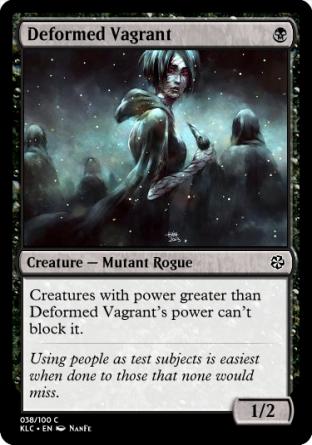 Deformed Vagrant
Creature — Mutant Rogue
Creatures with power greater than
Deformed Vagrant's power can't
block it.
Using people as test subjects is easiest
when done to those that none would
miss.
1/2
038/100 C
KLC • EN NanFe